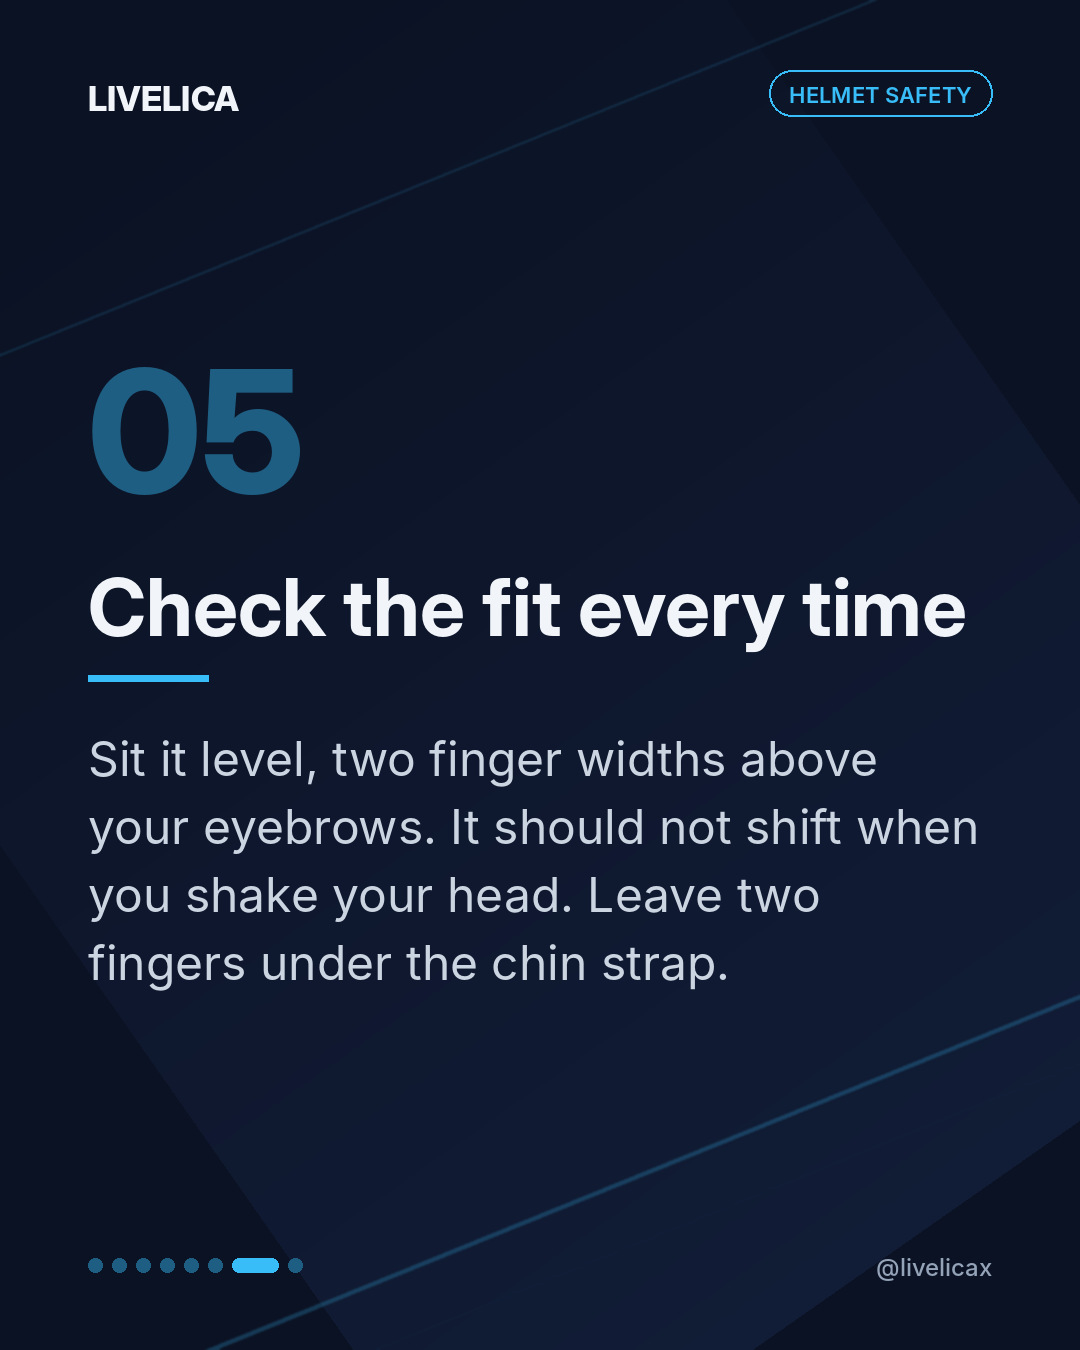 LIVELICA
HELMET SAFETY
05
Check the fit every time
Sit it level, two finger widths above
your eyebrows. It should not shift when
you shake your head. Leave two
fingers under the chin strap.
@livelicax